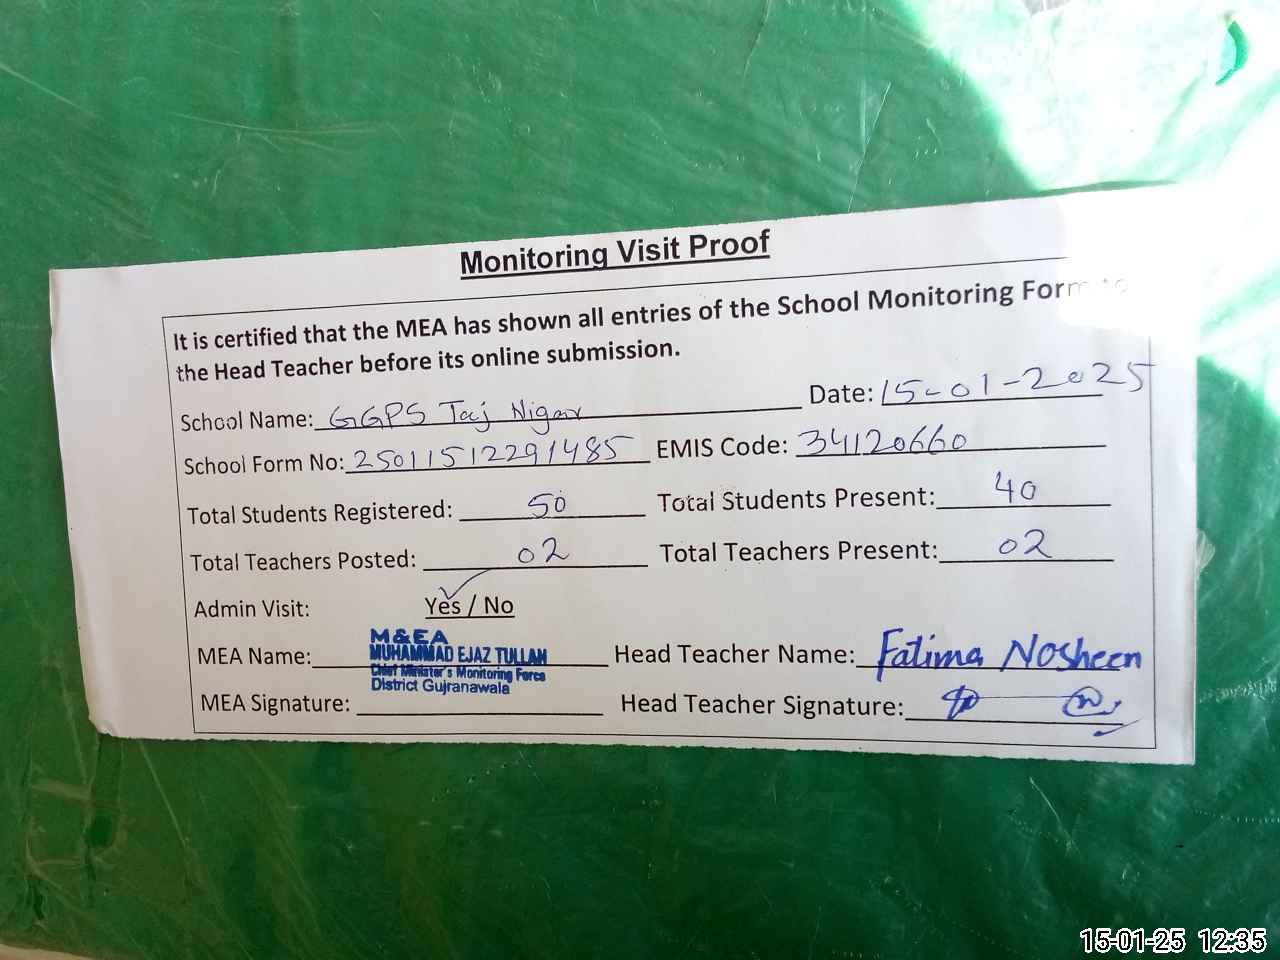 Monitoring Visit Proof
It is certified that the MEA has shown all entries of the School Monitoring Form to
the Head Teacher before its online submission.
School Name: GGPS Taj Nigar Date: 15-01-2025
School Form No: 25011512291485 EMIS Code: 34120660
Total Students Registered: 50 Total Students Present: 40
Total Teachers Posted: 02 Total Teachers Present: 02
Admin Visit: Yes / No
M&EA
MEA Name: MUHAMMAD EJAZ TULLAH Head Teacher Name: Fatima Nosheen
Chief Minister's Monitoring Force
District Gujranawala
MEA Signature: Head Teacher Signature:
15-01-25 12:35